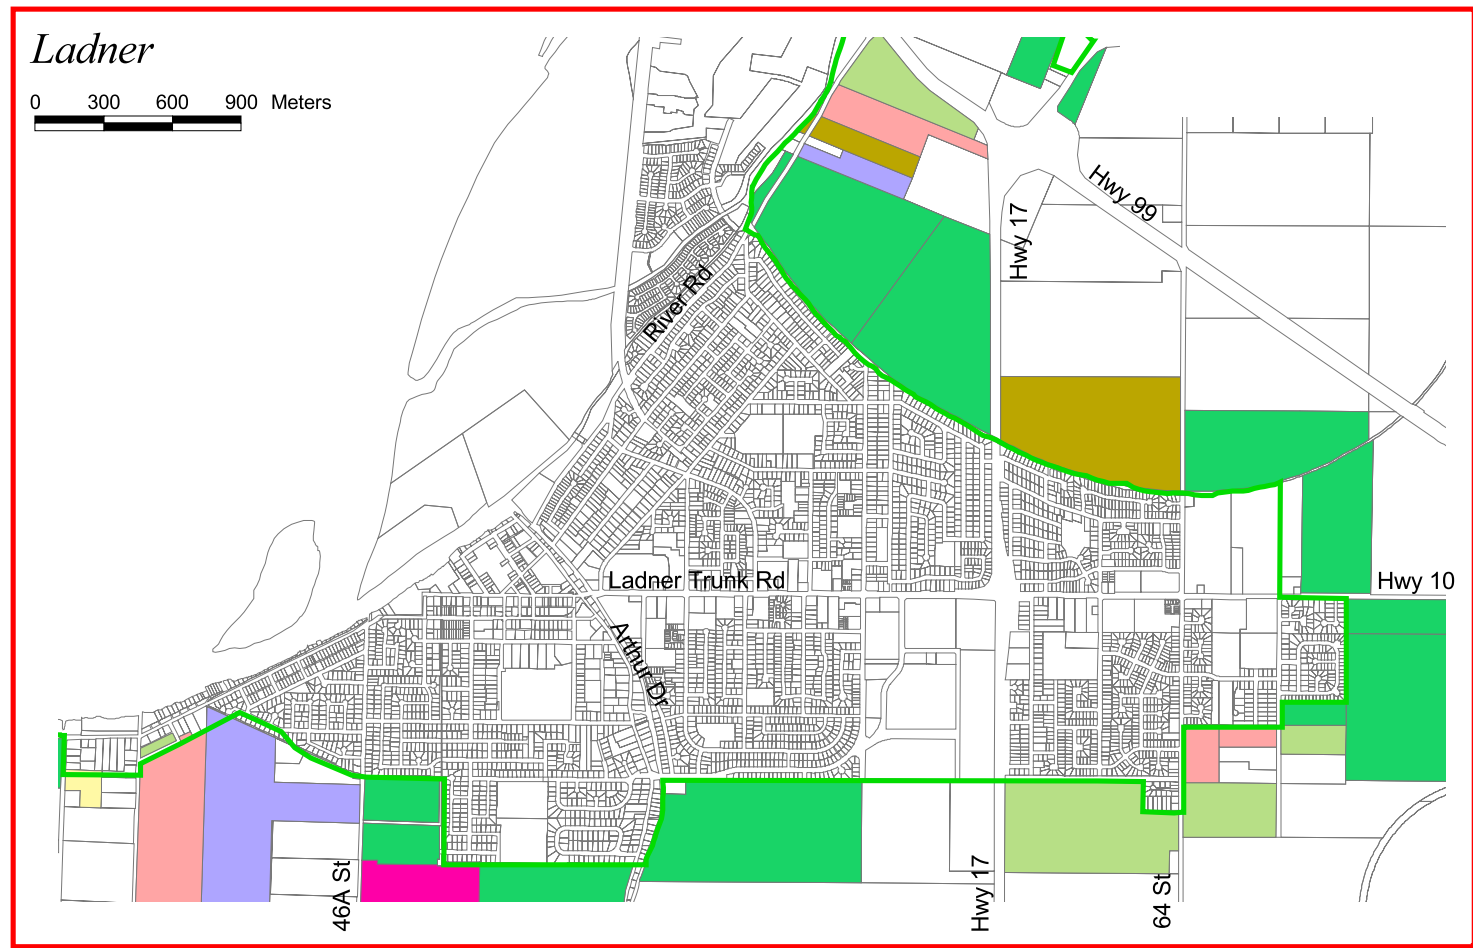 Ladner
0 300 600 900 Meters
Hwy 99
Hwy 17
River Rd
Ladner Trunk Rd
Hwy 10
Arthur Dr
46A St
Hwy 17
64 St